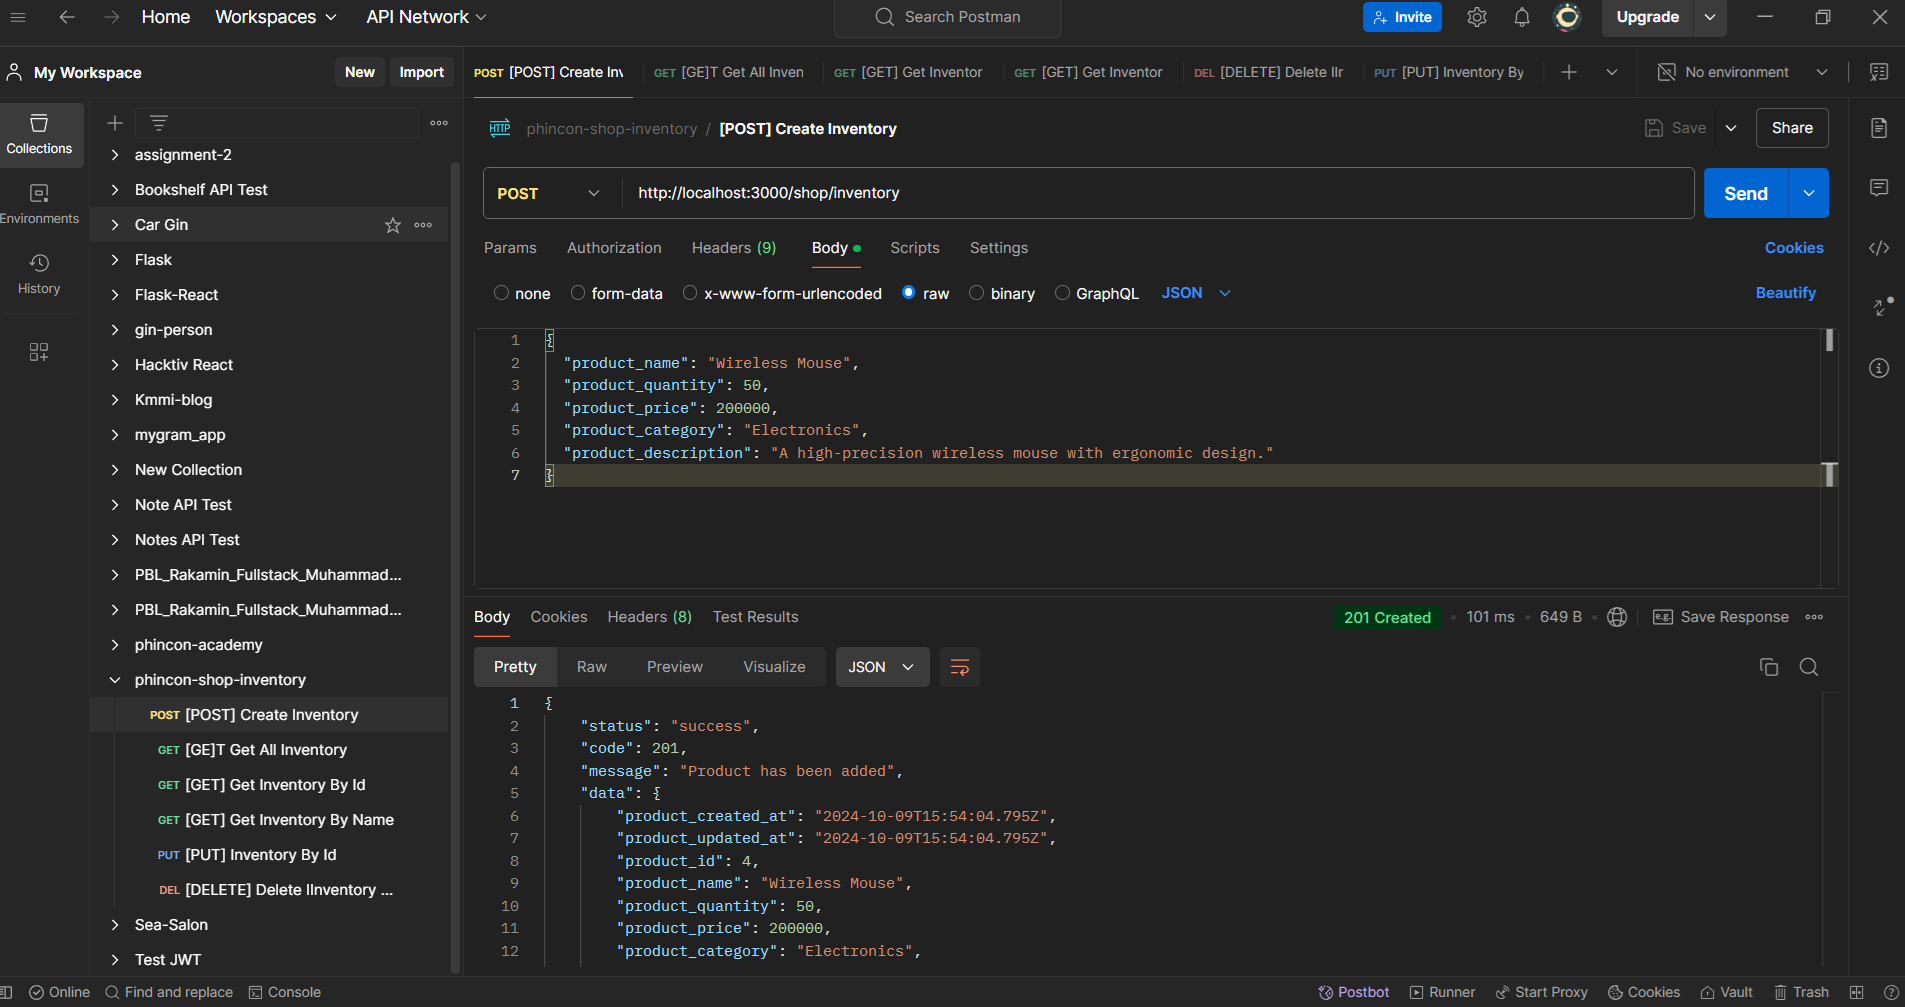 Home Workspaces API Network Search Postman Invite Upgrade
My Workspace New Import POST [POST] Create Inv GET [GE]T Get All Inven GET [GET] Get Inventor GET [GET] Get Inventor DEL [DELETE] Delete IIr PUT [PUT] Inventory By No environment
Collections
Environments
History
assignment-2
Bookshelf API Test
Car Gin
Flask
Flask-React
gin-person
Hacktiv React
Kmmi-blog
mygram_app
New Collection
Note API Test
Notes API Test
PBL_Rakamin_Fullstack_Muhammad...
PBL_Rakamin_Fullstack_Muhammad...
phincon-academy
phincon-shop-inventory
POST [POST] Create Inventory
GET [GE]T Get All Inventory
GET [GET] Get Inventory By Id
GET [GET] Get Inventory By Name
PUT [PUT] Inventory By Id
DEL [DELETE] Delete IInventory ...
Sea-Salon
Test JWT
HTTP phincon-shop-inventory / [POST] Create Inventory Save Share
POST http://localhost:3000/shop/inventory Send
Params Authorization Headers (9) Body Scripts Settings Cookies
none form-data x-www-form-urlencoded raw binary GraphQL JSON Beautify
1 {
2 "product_name": "Wireless Mouse",
3 "product_quantity": 50,
4 "product_price": 200000,
5 "product_category": "Electronics",
6 "product_description": "A high-precision wireless mouse with ergonomic design."
7 }
Body Cookies Headers (8) Test Results 201 Created 101 ms 649 B e.g. Save Response
Pretty Raw Preview Visualize JSON
1 {
2 "status": "success",
3 "code": 201,
4 "message": "Product has been added",
5 "data": {
6 "product_created_at": "2024-10-09T15:54:04.795Z",
7 "product_updated_at": "2024-10-09T15:54:04.795Z",
8 "product_id": 4,
9 "product_name": "Wireless Mouse",
10 "product_quantity": 50,
11 "product_price": 200000,
12 "product_category": "Electronics",
Online Find and replace Console Postbot Runner Start Proxy Cookies Vault Trash